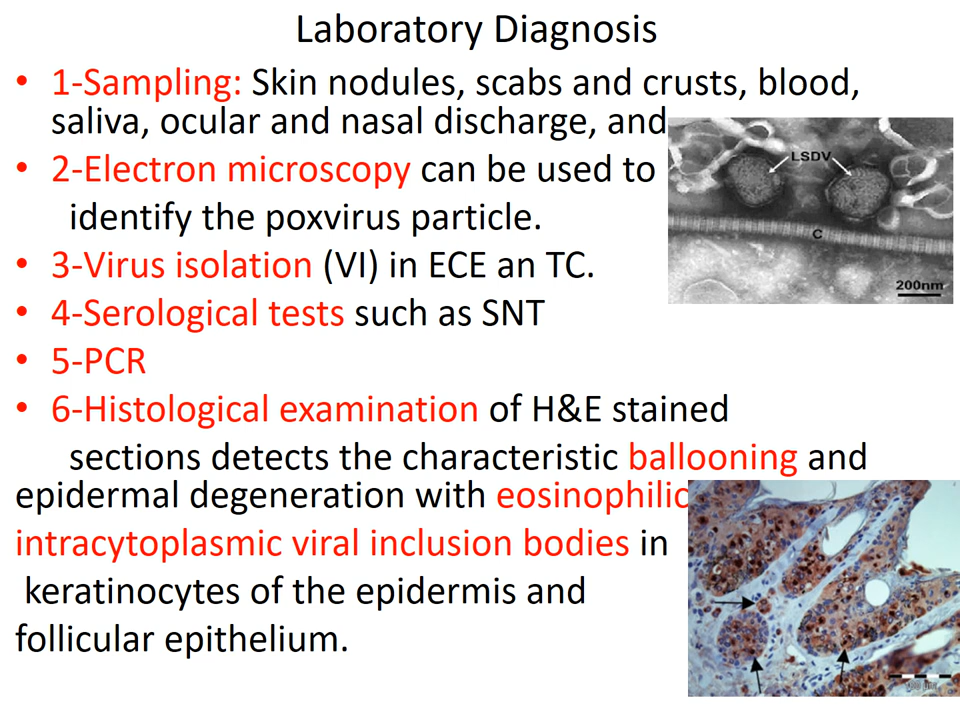 Laboratory Diagnosis
• 1-Sampling: Skin nodules, scabs and crusts, blood,
saliva, ocular and nasal discharge, and
• 2-Electron microscopy can be used to
identify the poxvirus particle.
• 3-Virus isolation (VI) in ECE an TC.
• 4-Serological tests such as SNT
• 5-PCR
• 6-Histological examination of H&E stained
sections detects the characteristic ballooning and
epidermal degeneration with eosinophilic
intracytoplasmic viral inclusion bodies in
keratinocytes of the epidermis and
follicular epithelium.
LSDV
C
200nm